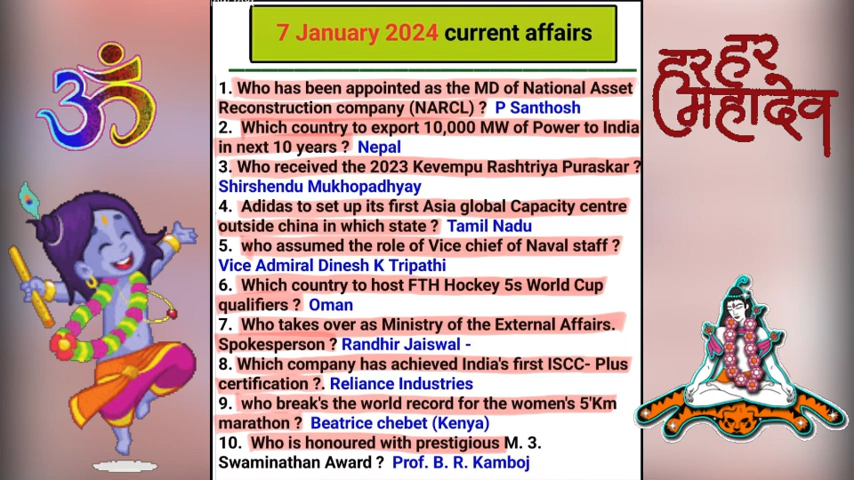 7 January 2024 current affairs
1. Who has been appointed as the MD of National Asset
Reconstruction company (NARCL) ? P Santhosh
2. Which country to export 10,000 MW of Power to India
in next 10 years ? Nepal
3. Who received the 2023 Kevempu Rashtriya Puraskar ?
Shirshendu Mukhopadhyay
4. Adidas to set up its first Asia global Capacity centre
outside china in which state ? Tamil Nadu
5. who assumed the role of Vice chief of Naval staff ?
Vice Admiral Dinesh K Tripathi
6. Which country to host FTH Hockey 5s World Cup
qualifiers ? Oman
7. Who takes over as Ministry of the External Affairs.
Spokesperson ? Randhir Jaiswal -
8. Which company has achieved India's first ISCC- Plus
certification ?. Reliance Industries
9. who break's the world record for the women's 5'Km
marathon ? Beatrice chebet (Kenya)
10. Who is honoured with prestigious M. 3.
Swaminathan Award ? Prof. B. R. Kamboj
ॐ
हर हर
महादेव